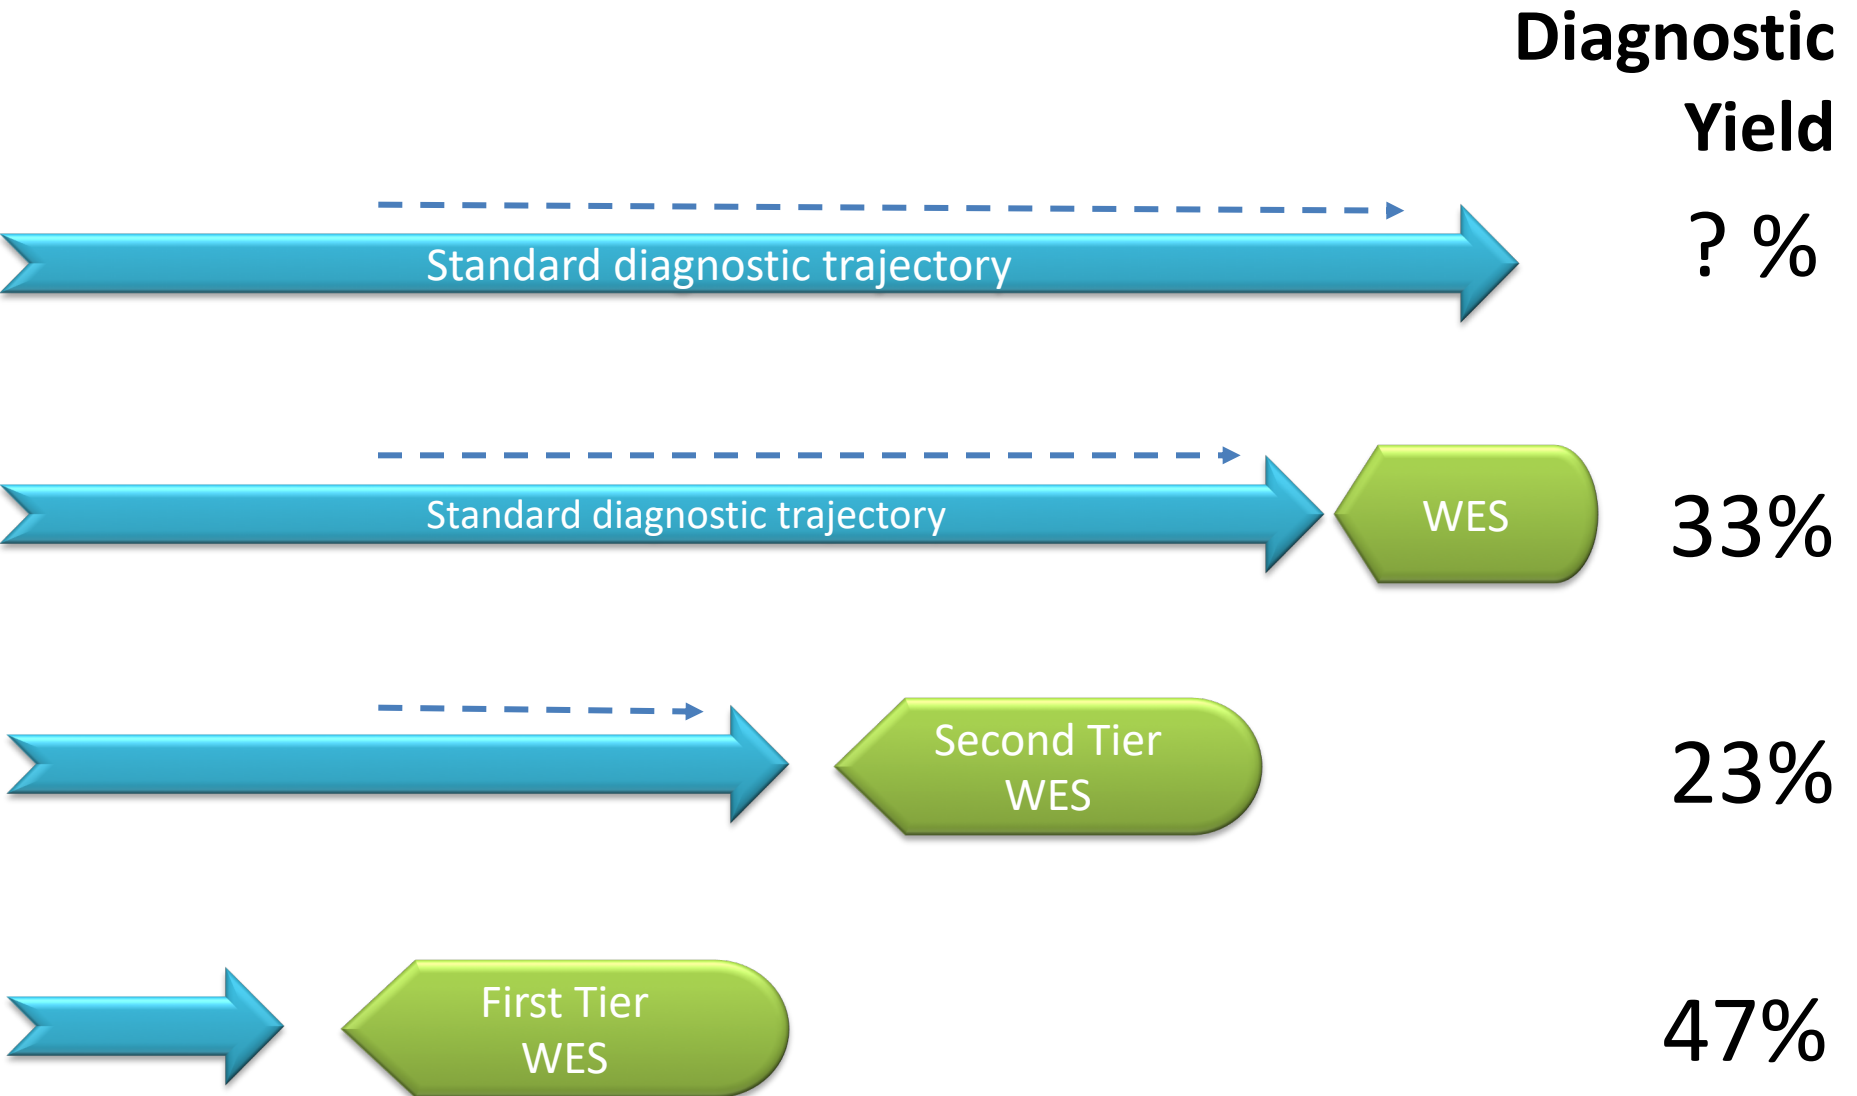 Diagnostic
Yield
Standard diagnostic trajectory
? %
Standard diagnostic trajectory
WES
33%
Second Tier
WES
23%
First Tier
WES
47%